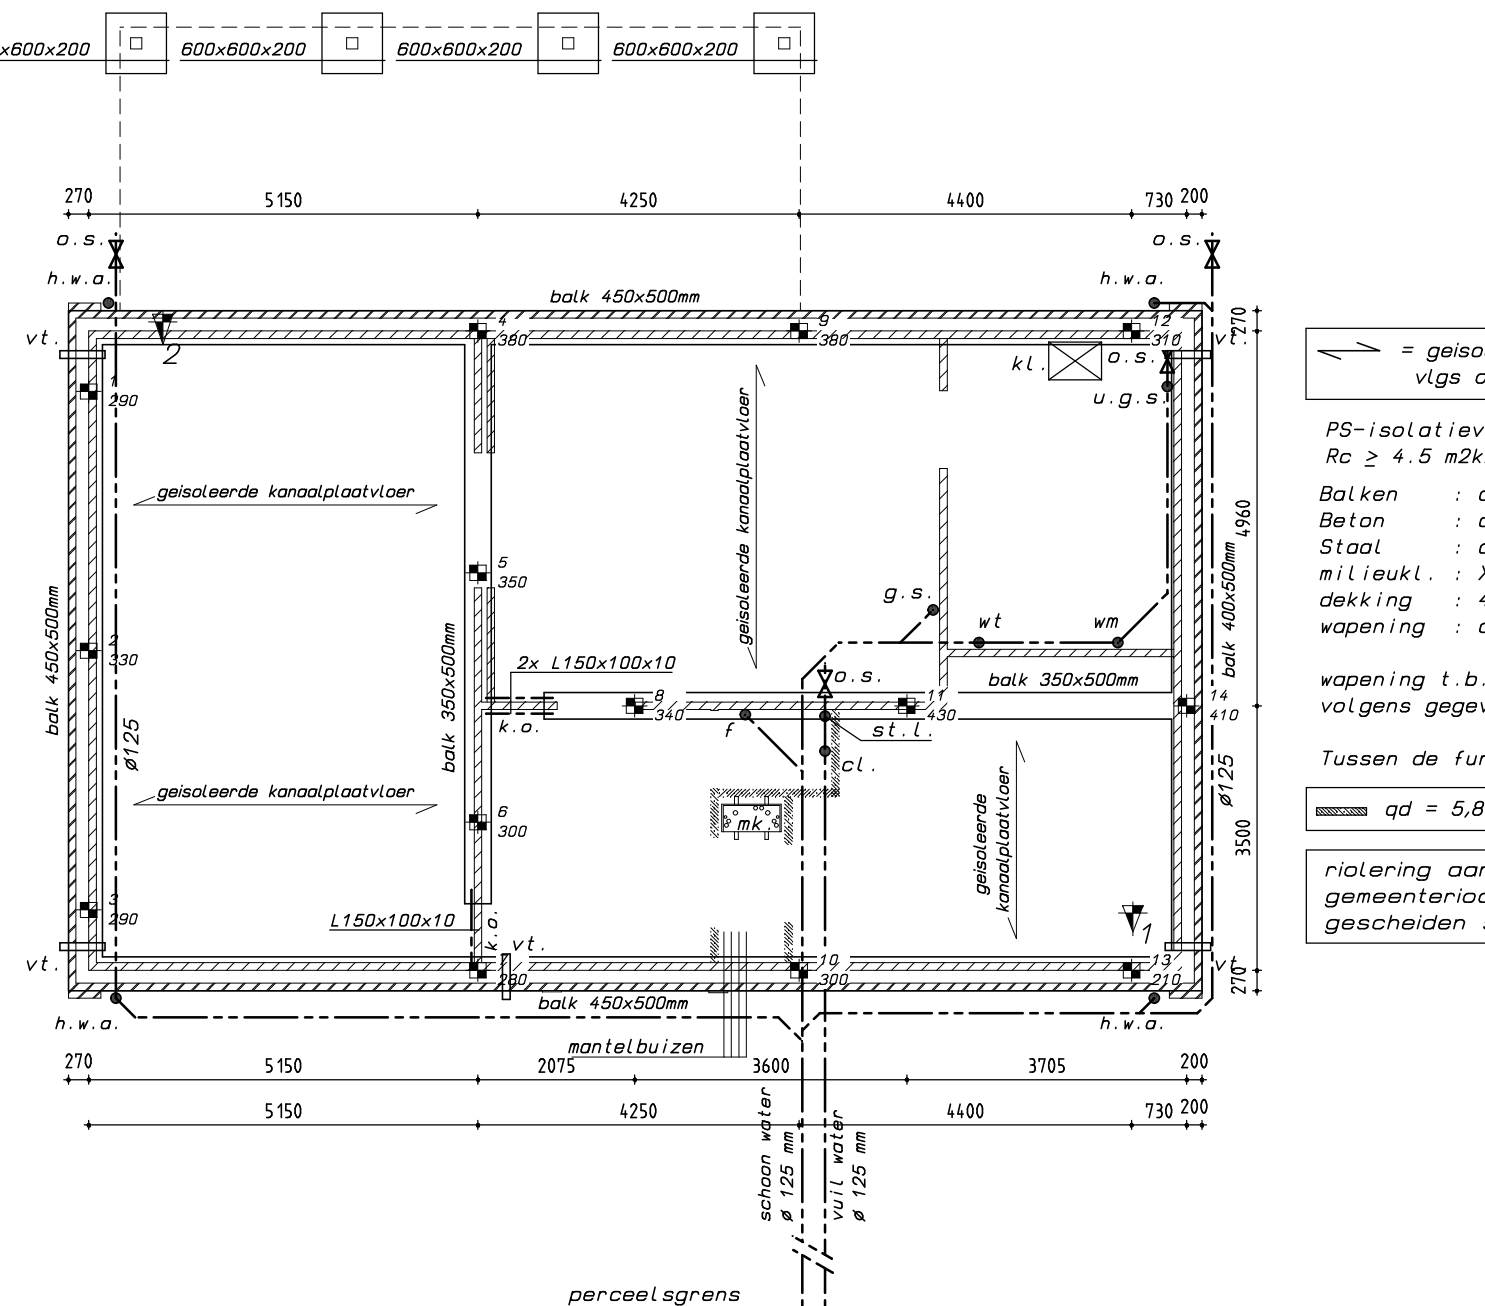 x600x200 600x600x200 600x600x200 600x600x200
270 5150 4250 4400 730 200
o.s. o.s.
h.w.a. h.w.a.
balk 450x500mm
vt. 4 9 12 270
2 380 380 310 vt.
kl. o.s.
u.g.s.
1
290
= geiso
vlgs
PS-isolatiev
Rc ≥ 4.5 m2k
geisoleerde kanaalplaatvloer
geisoleerde kanaalplaatvloer
Balken :
Beton :
Staal :
milieukl. :
dekking : 4
wapening :
4960
5
350
balk 400x500mm
g.s.
wt wm
2
330
balk 450x500mm
balk 350x500mm
2x L150x100x10
o.s.
balk 350x500mm
wapening t.b.
volgens gegev
8
340
11
430
14
410
k.o.
f
st.l.
cl.
ø125
ø125
Tussen de fu
geisoleerde kanaalplaatvloer
6
300
mk.
geisoleerde
kanaalplaatvloer
qd = 5,8
3500
riolering aa
gemeenterio
gescheiden
3
290
L150x100x10
k.o.
vt.
1
vt. 280 10 13 vt.
300 210 270
balk 450x500mm
h.w.a. h.w.a.
mantelbuizen
270 5150 2075 3600 3705 200
5150 4250 4400 730 200
schoon water
ø 125 mm
vuil water
ø 125 mm
perceelsgrens